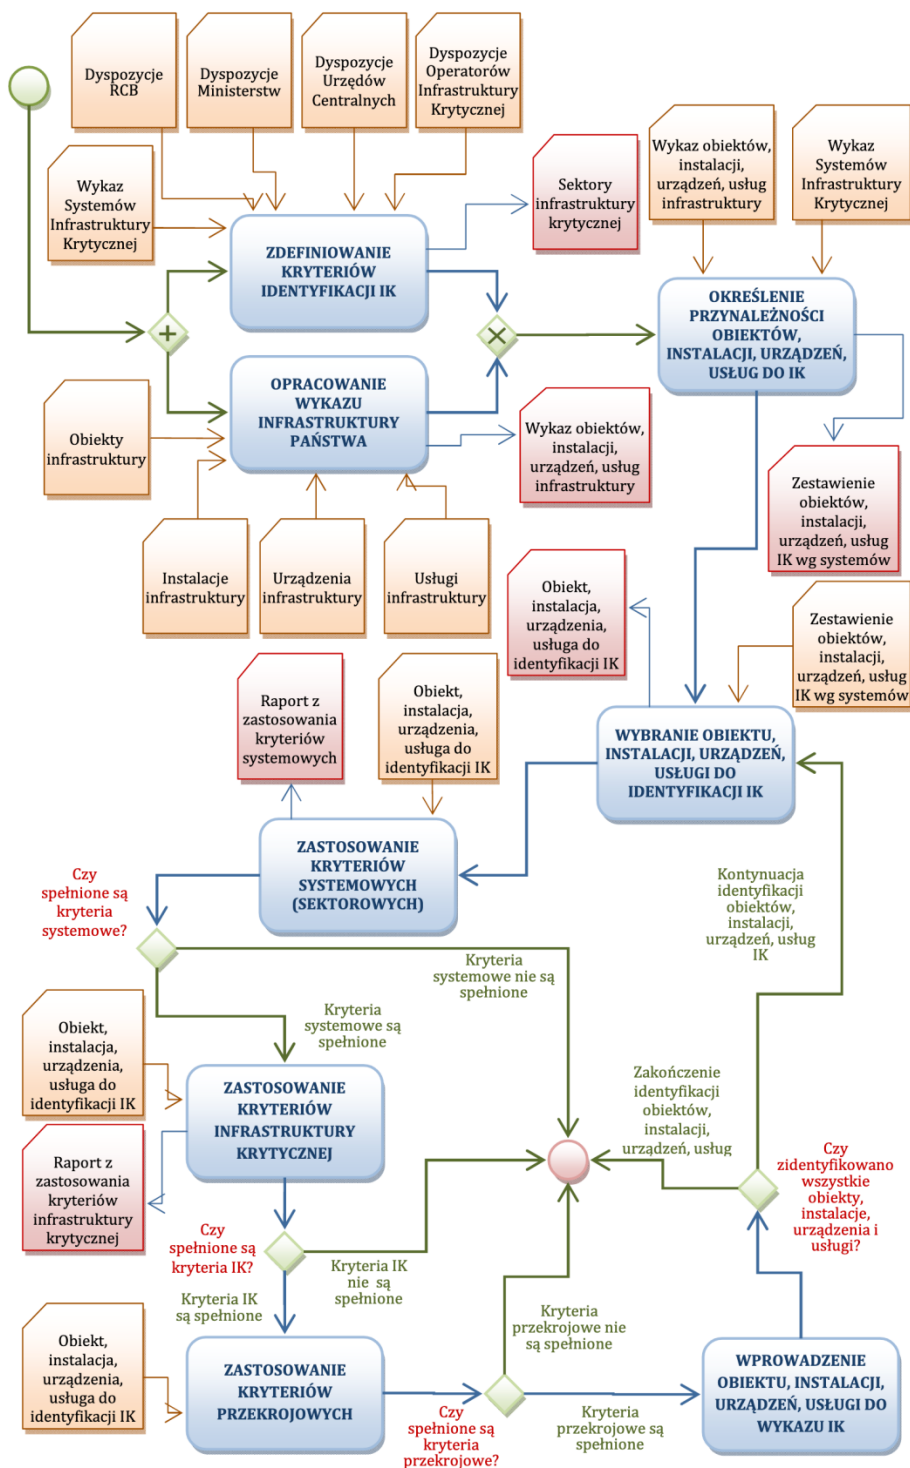 Dyspozycje
RCB
Dyspozycje
Ministerstw
Dyspozycje
Urzędów
Centralnych
Dyspozycje
Operatorów
Infrastruktury
Krytycznej
Wykaz
Systemów
Infrastruktury
Krytycznej
Sektory
infrastruktury
krytycznej
Wykaz obiektów,
instalacji,
urządzeń, usług
infrastruktury
Wykaz
Systemów
Infrastruktury
Krytycznej
ZDEFINIOWANIE
KRYTERIÓW
IDENTYFIKACJI IK
OKREŚLENIE
PRZYNALEŻNOŚCI
OBIEKTÓW,
INSTALACJI, URZĄDZEŃ,
USŁUG DO IK
OPRACOWANIE
WYKAZU
INFRASTRUKTURY
PAŃSTWA
Obiekty
infrastruktury
Wykaz obiektów,
instalacji,
urządzeń, usług
infrastruktury
Zestawienie
obiektów,
instalacji,
urządzeń, usług
IK wg systemów
Instalacje
infrastruktury
Urządzenia
infrastruktury
Usługi
infrastruktury
Obiekt,
instalacja,
urządzenia,
usługa do
identyfikacji IK
Zestawienie
obiektów,
instalacji,
urządzeń, usług
IK wg systemów
Raport z
zastosowania
kryteriów
systemowych
Obiekt,
instalacja,
urządzenia,
usługa do
identyfikacji IK
WYBRANIE OBIEKTU,
INSTALACJI, URZĄDZEŃ,
USŁUGI DO
IDENTYFIKACJI IK
ZASTOSOWANIE
KRYTERIÓW
SYSTEMOWYCH
(SEKTOROWYCH)
Czy
spełnione są
kryteria
systemowe?
Kontynuacja
identyfikacji
obiektów,
instalacji,
urządzeń, usług
IK
Kryteria
systemowe nie są
spełnione
Kryteria
systemowe są
spełnione
Obiekt,
instalacja,
urządzenia,
usługa do
identyfikacji IK
ZASTOSOWANIE
KRYTERIÓW
INFRASTRUKTURY
KRYTYCZNEJ
Zakończenie
identyfikacji
obiektów,
instalacji,
urządzeń, usług
Raport z
zastosowania
kryteriów
infrastruktury
krytycznej
Czy
zidentyfikowano
wszystkie
obiekty,
instalacje,
urządzenia i
usługi?
Czy
spełnione są
kryteria IK?
Kryteria IK
nie są
spełnione
Kryteria IK
są spełnione
Obiekt,
instalacja,
urządzenia,
usługa do
identyfikacji IK
ZASTOSOWANIE
KRYTERIÓW
PRZEKROJOWYCH
Kryteria
przekrojowe nie
są spełnione
WPROWADZENIE
OBIEKTU, INSTALACJI,
URZĄDZEŃ, USŁUGI DO
WYKAZU IK
Czy
spełnione są
kryteria
przekrojowe?
Kryteria
przekrojowe są
spełnione